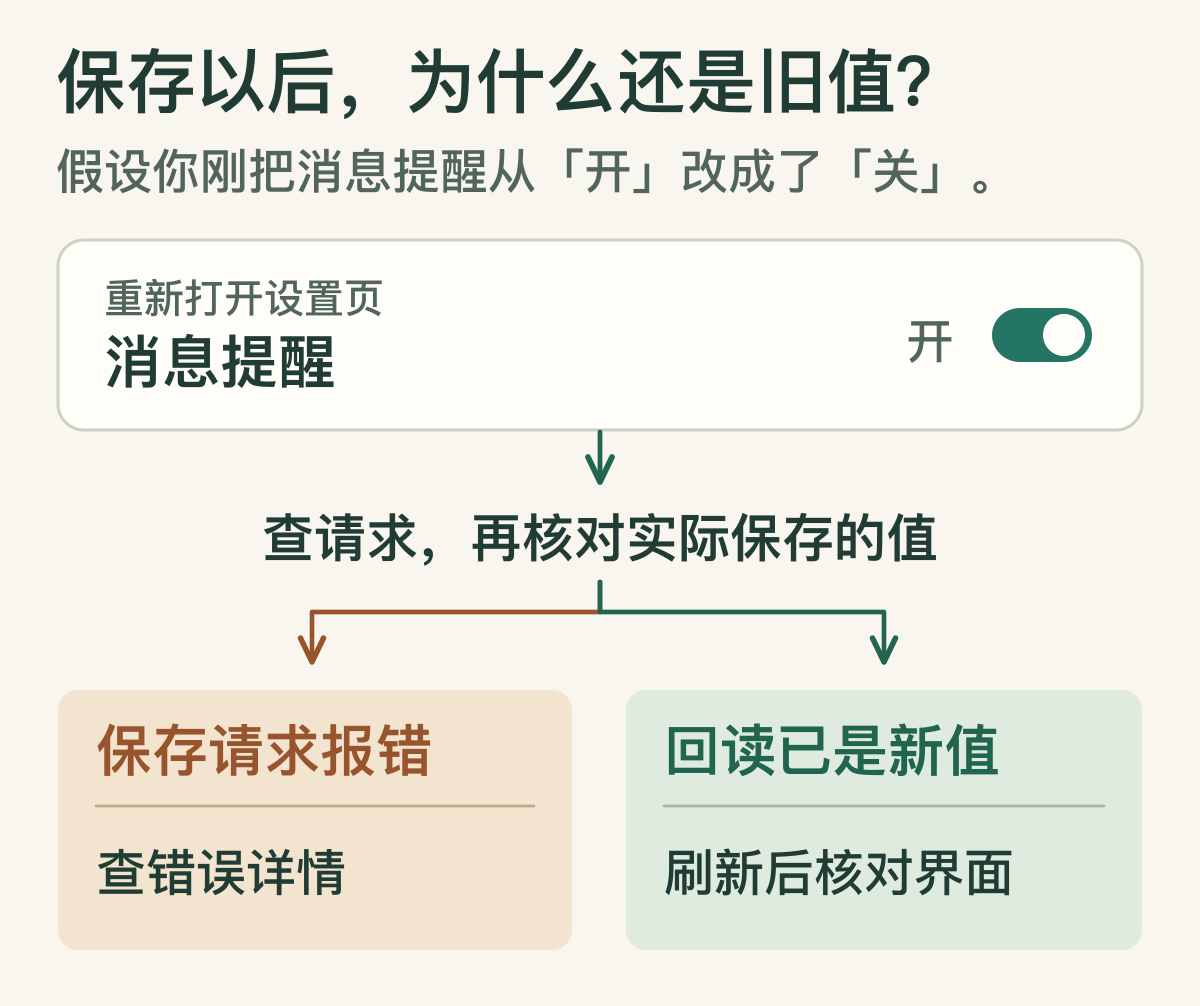 保存以后，为什么还是旧值?
假设你刚把消息提醒从「开」改成了「关」。
重新打开设置页
消息提醒
开
查请求，再核对实际保存的值
保存请求报错
查错误详情
回读已是新值
刷新后核对界面